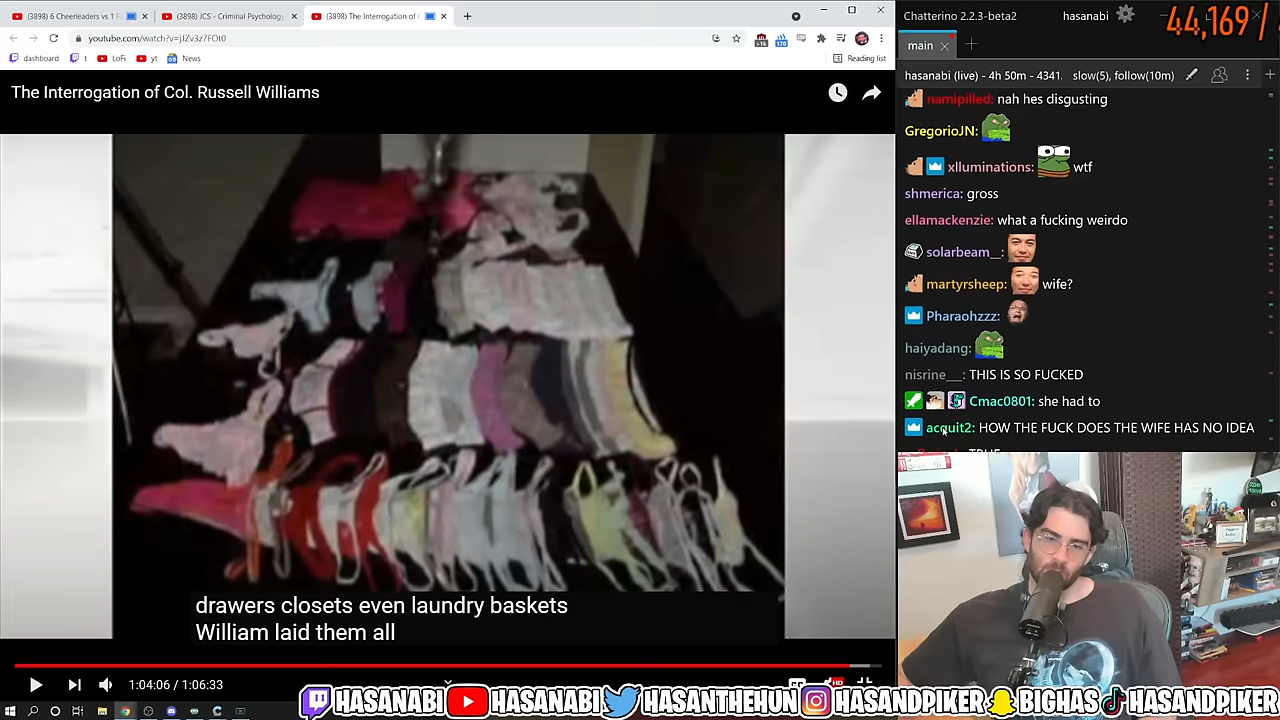 (3898) 6 Cheerleaders vs 1 F
(3898) JCS - Criminal Psychology
(3898) The Interrogation of
youtube.com/watch?v=jJZv3z7FOt0
dashboard
t
LoFi
yt
News
Reading list
The Interrogation of Col. Russell Williams
drawers closets even laundry baskets
William laid them all
1:04:06 / 1:06:33
HD
Chatterino 2.2.3-beta2
hasanabi
44,169 /
main
hasanabi (live) - 4h 50m - 4341
slow(5), follow(10m)
namipilled: nah hes disgusting
GregorioJN:
xlluminations: wtf
shmerica: gross
ellamackenzie: what a fucking weirdo
solarbeam__:
martyrsheep: wife?
Pharaohzzz:
haiyadang:
nisrine___: THIS IS SO FUCKED
Cmac0801: she had to
acquit2: HOW THE FUCK DOES THE WIFE HAS NO IDEA
HASANABI
HASANABI
HASANTHEHUN
HASANDPIKER
BIGHAS
HASANDPIKER